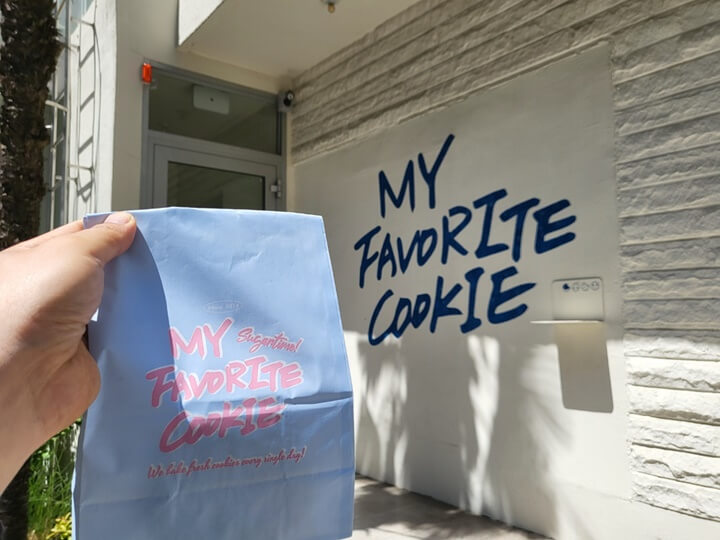 MY
Sugartime!
FAVORITE
COOKIE
We bake fresh cookies every single day!
MY
FAVORITE
COOKIE